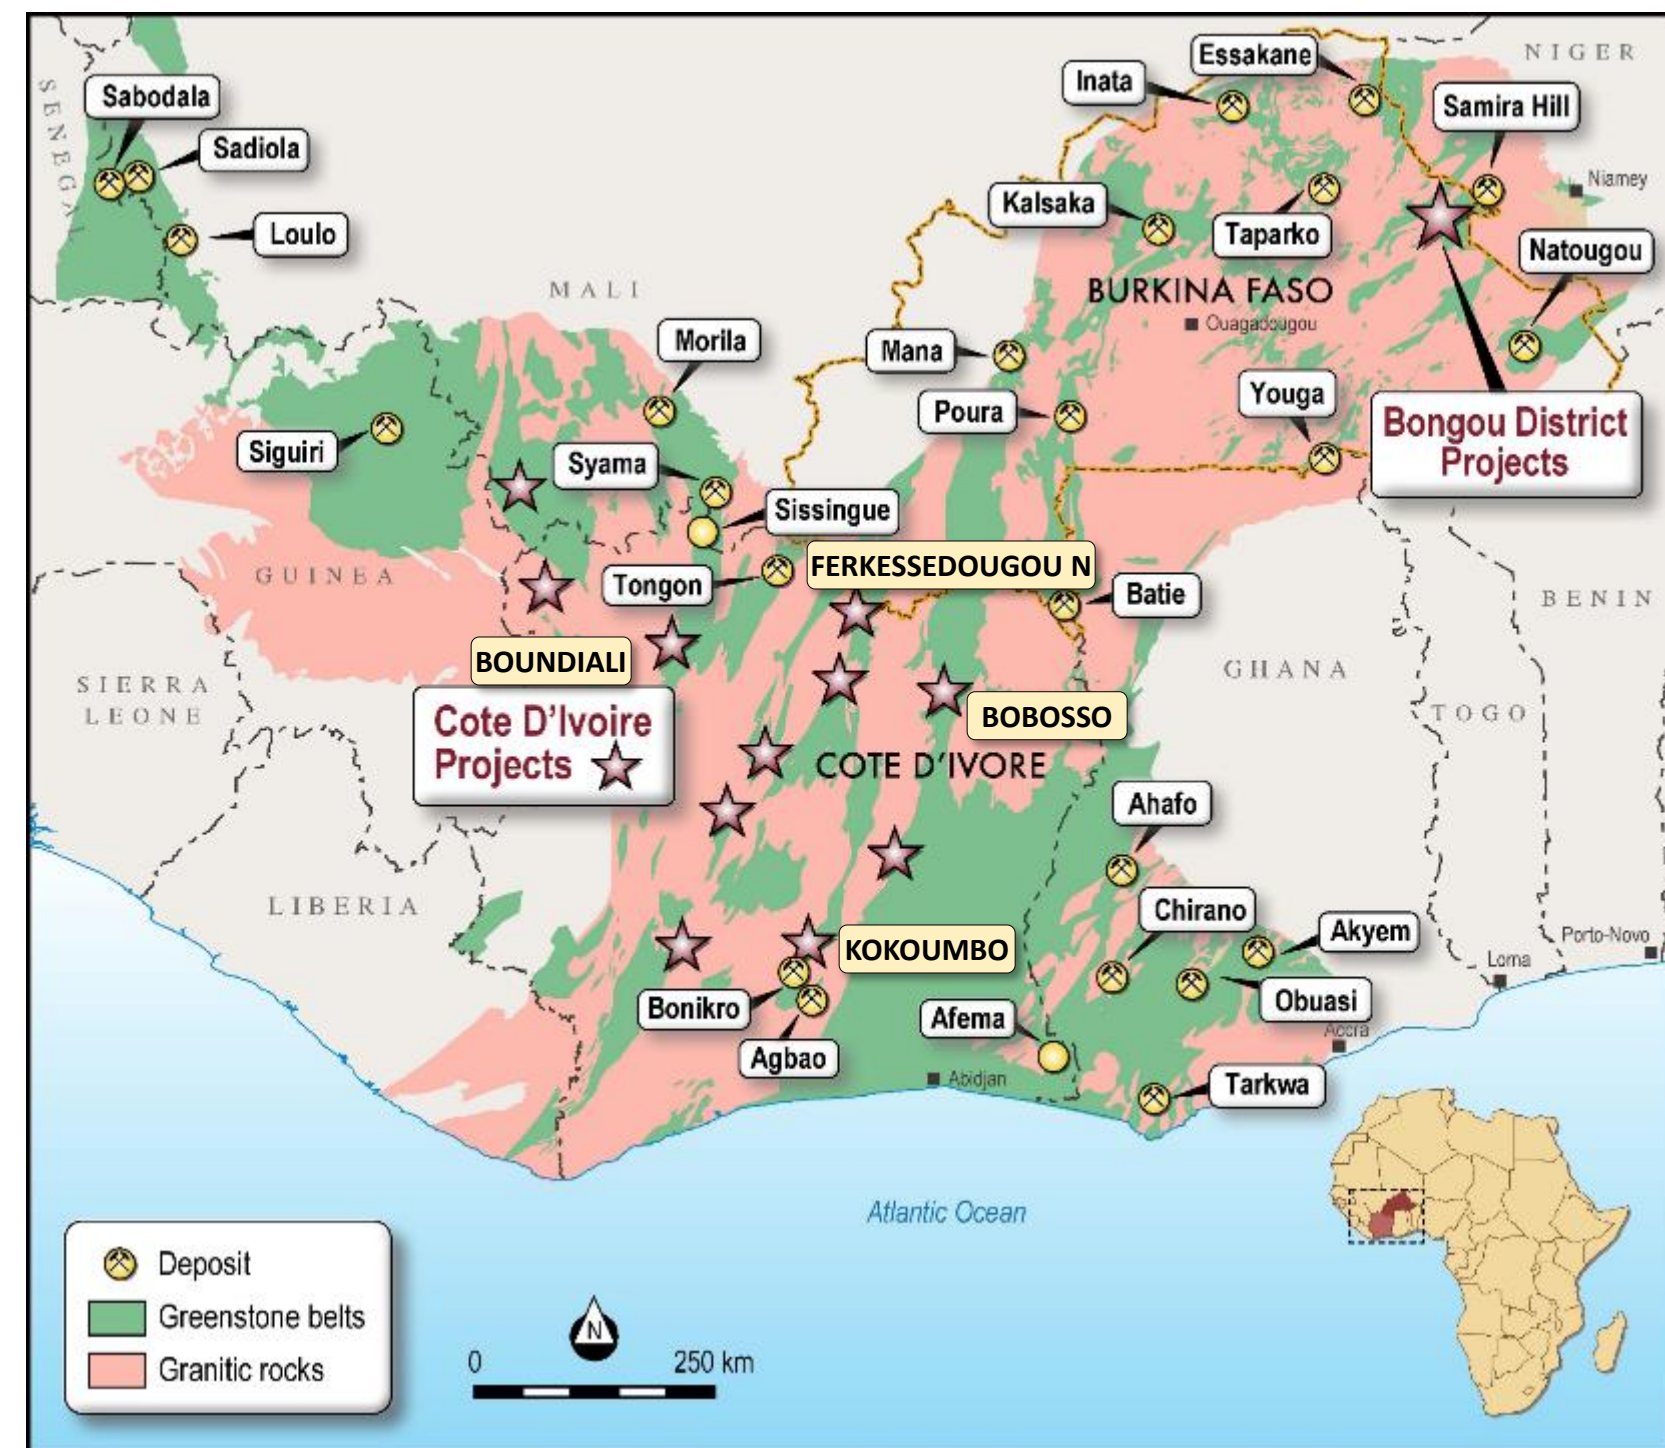 Essakane
NIGER
Inata
Sabodala
Samira Hill
SENEGAL
Sadiola
Niamey
Kalsaka
Loulo
Taparko
Natougou
MALI
BURKINA FASO
Ouagadougou
Morila
Mana
Youga
Poura
Bongou District
Projects
Siguiri
Syama
Sissingue
FERKESSEDOUGOU N
GUINEA
Tongon
Batie
BENIN
BOUNDIALI
GHANA
SIERRA
LEONE
TOGO
BOBOSSO
Cote D'Ivoire
Projects
COTE D'IVORE
Ahafo
LIBERIA
Chirano
Akyem
Porto-Novo
KOKOUMBO
Loma
Bonikro
Obuasi
Afema
Accra
Agbao
Abidjan
Tarkwa
Atlantic Ocean
Deposit
Greenstone belts
Granitic rocks
N
0 250 km